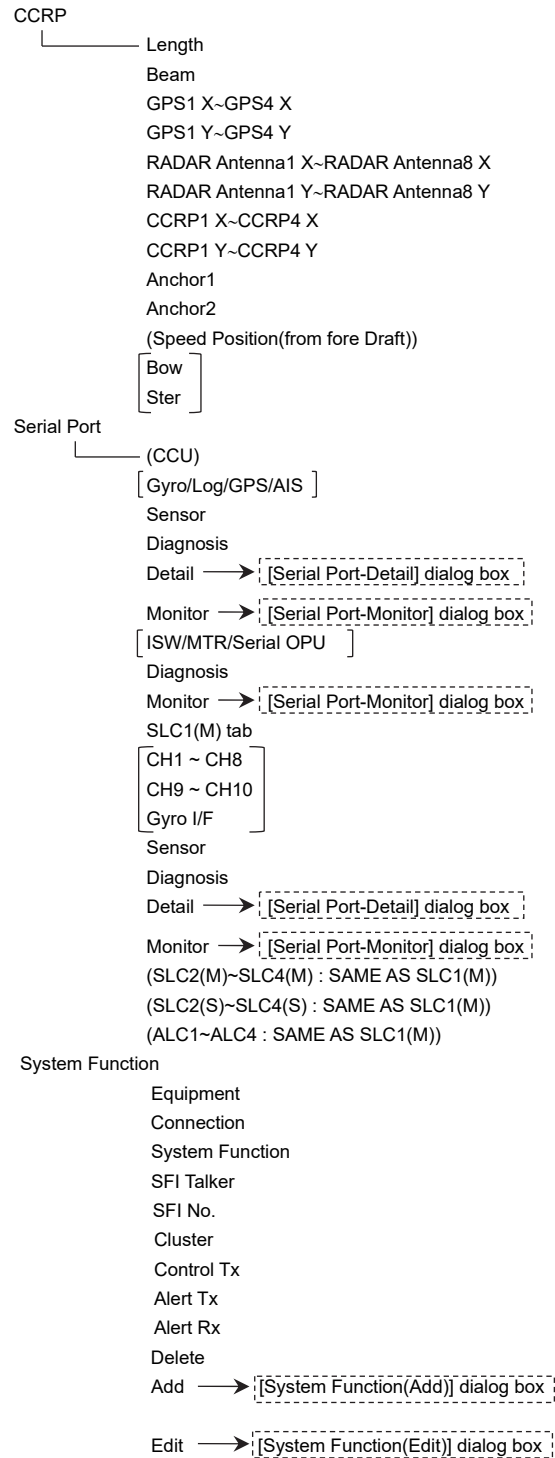 CCRP
Length
Beam
GPS1 X~GPS4 X
GPS1 Y~GPS4 Y
RADAR Antenna1 X~RADAR Antenna8 X
RADAR Antenna1 Y~RADAR Antenna8 Y
CCRP1 X~CCRP4 X
CCRP1 Y~CCRP4 Y
Anchor1
Anchor2
(Speed Position(from fore Draft))
Bow
Ster
Serial Port
(CCU)
[Gyro/Log/GPS/AIS ]
Sensor
Diagnosis
Detail → [Serial Port-Detail] dialog box
Monitor → [Serial Port-Monitor] dialog box
[ISW/MTR/Serial OPU ]
Diagnosis
Monitor → [Serial Port-Monitor] dialog box
SLC1(M) tab
CH1 ~ CH8
CH9 ~ CH10
Gyro I/F
Sensor
Diagnosis
Detail → [Serial Port-Detail] dialog box
Monitor → [Serial Port-Monitor] dialog box
(SLC2(M)~SLC4(M) : SAME AS SLC1(M))
(SLC2(S)~SLC4(S) : SAME AS SLC1(M))
(ALC1~ALC4 : SAME AS SLC1(M))
System Function
Equipment
Connection
System Function
SFI Talker
SFI No.
Cluster
Control Tx
Alert Tx
Alert Rx
Delete
Add → [System Function(Add)] dialog box
Edit → [System Function(Edit)] dialog box